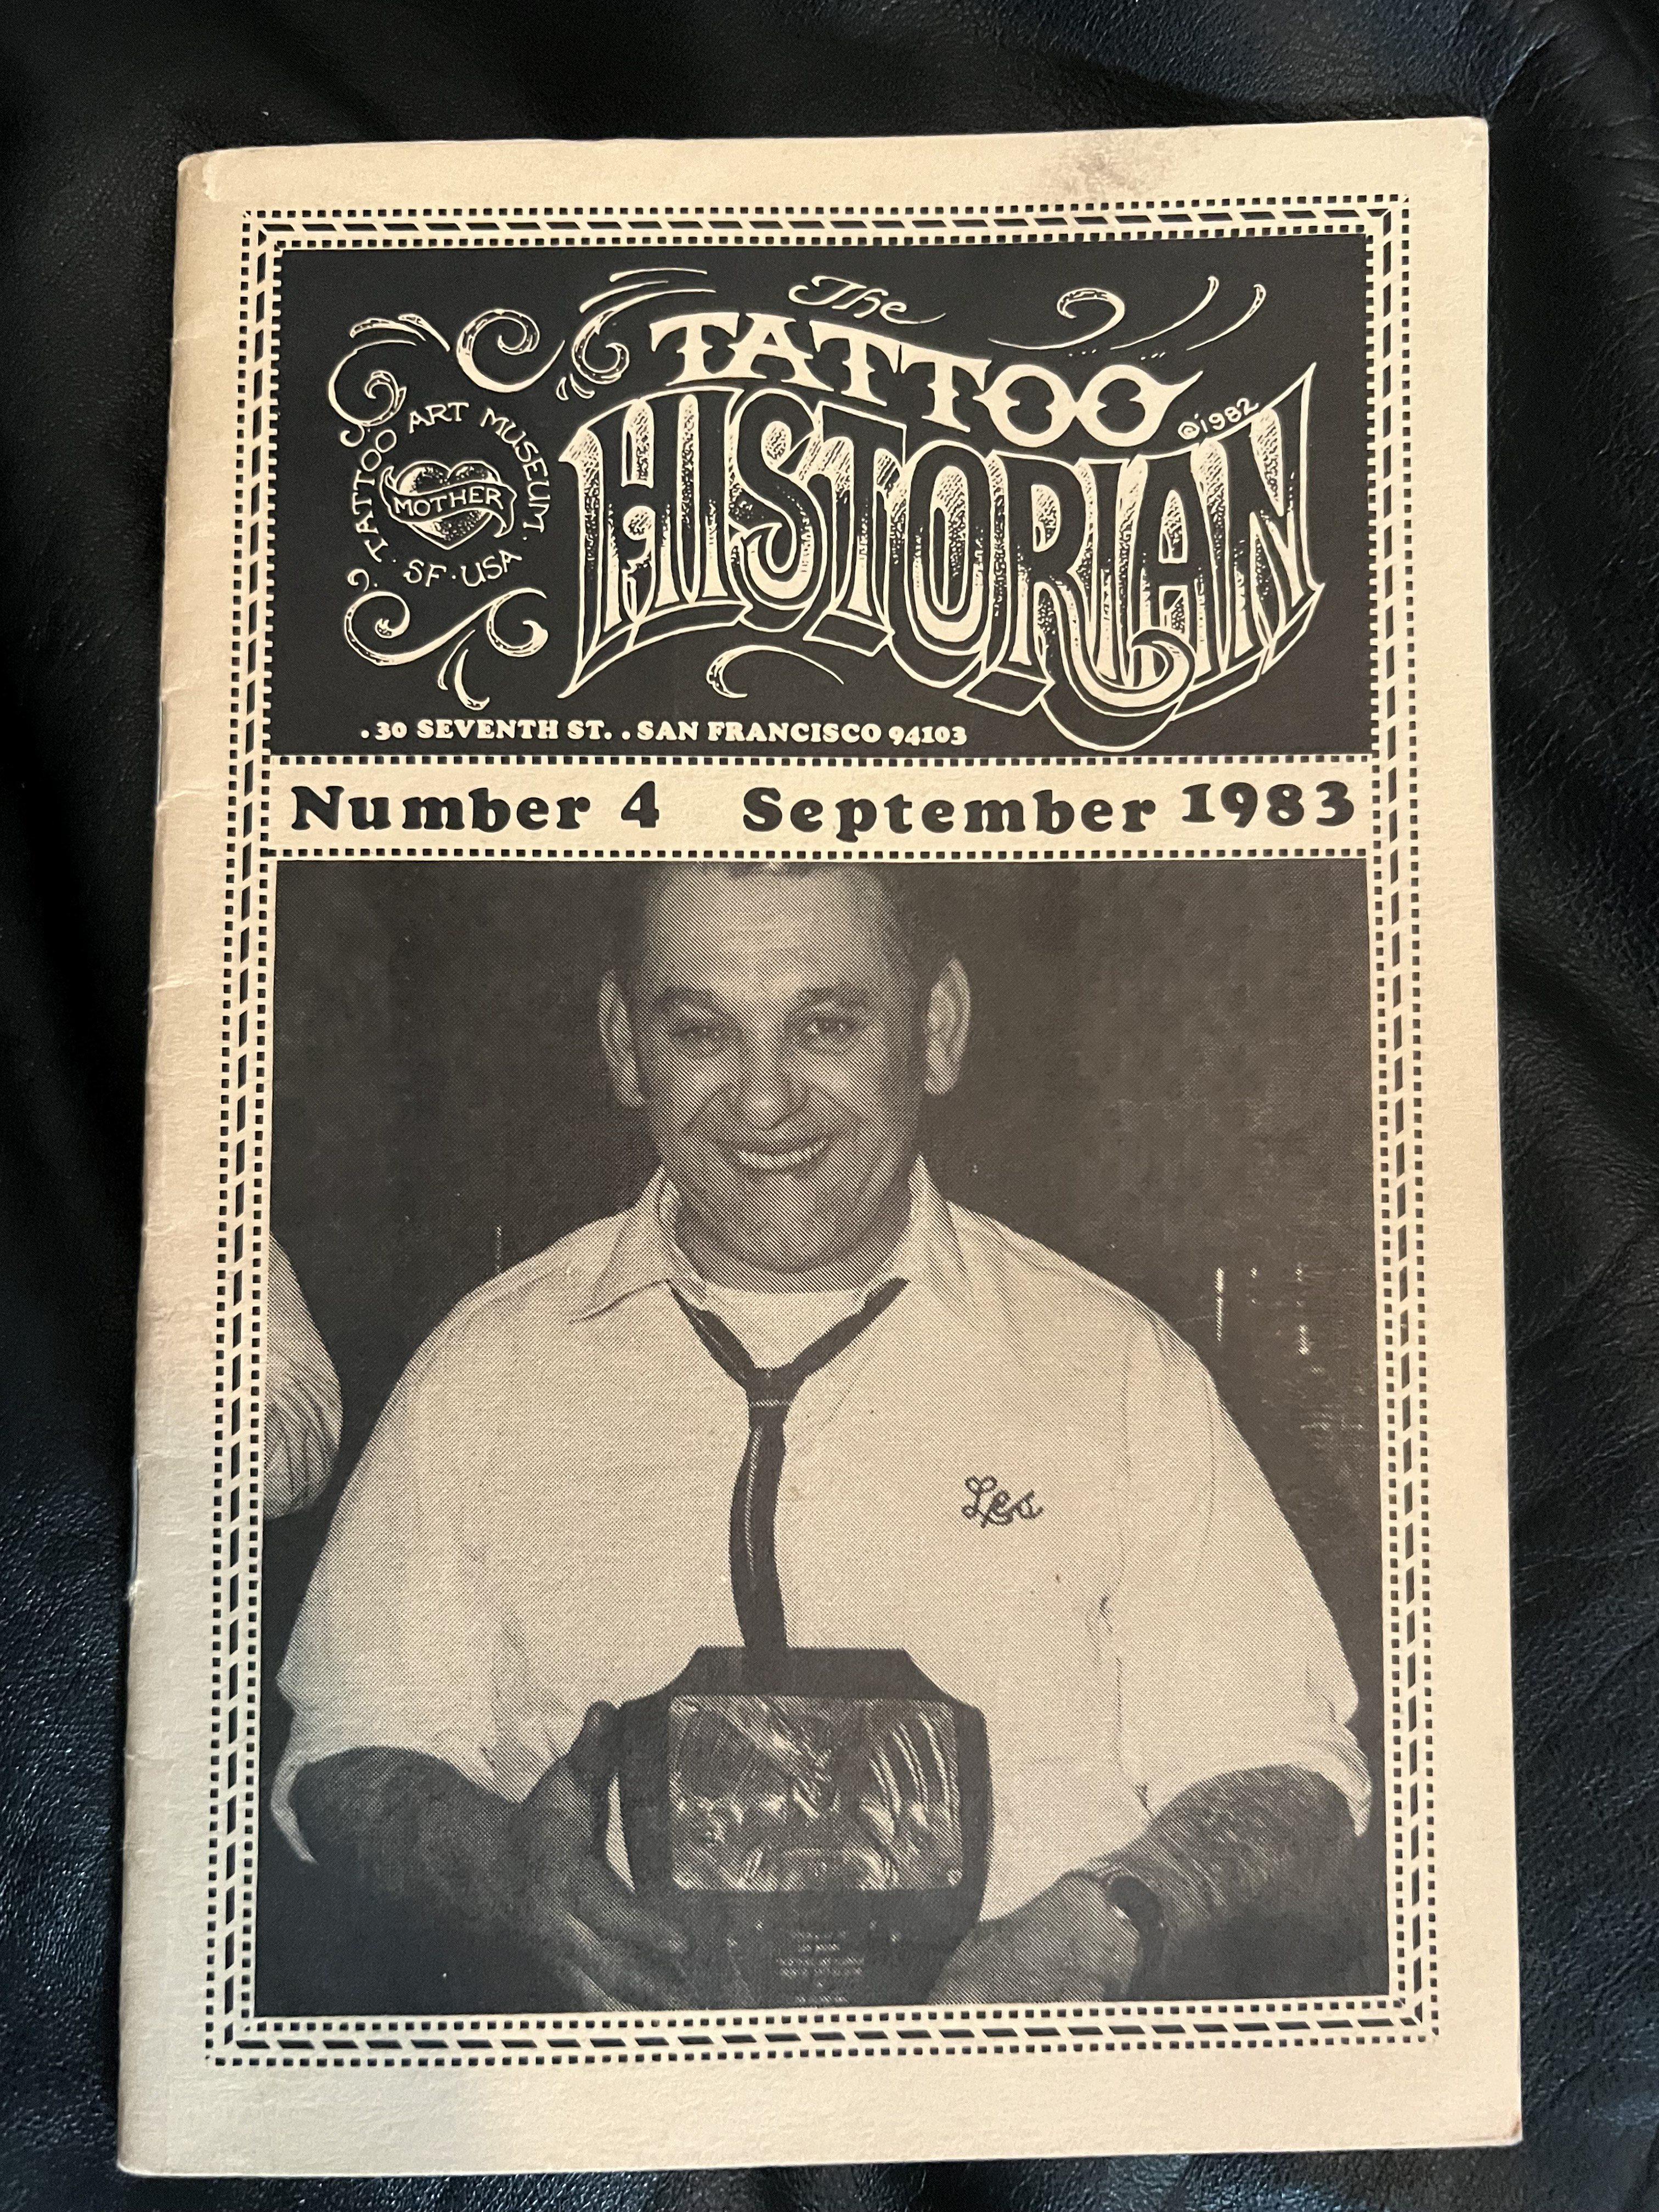 The
TATTOO
HISTORIAN
©1982
·TATTOO ART MUSEUM·
MOTHER
SF·USA
.30 SEVENTH ST. . SAN FRANCISCO 94103
Number 4 September 1983
Les